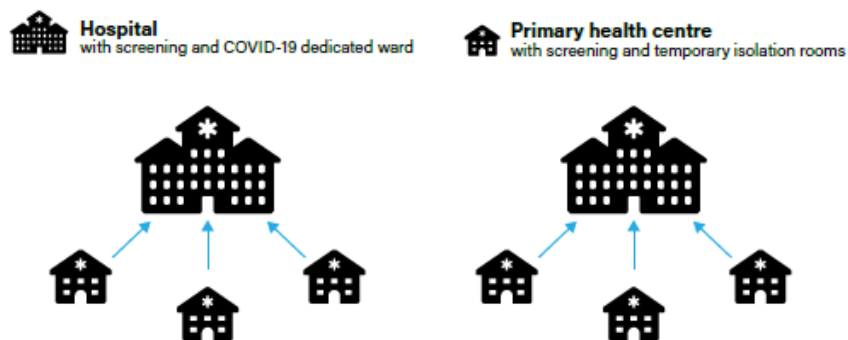 Hospital
with screening and COVID-19 dedicated ward
Primary health centre
with screening and temporary isolation rooms